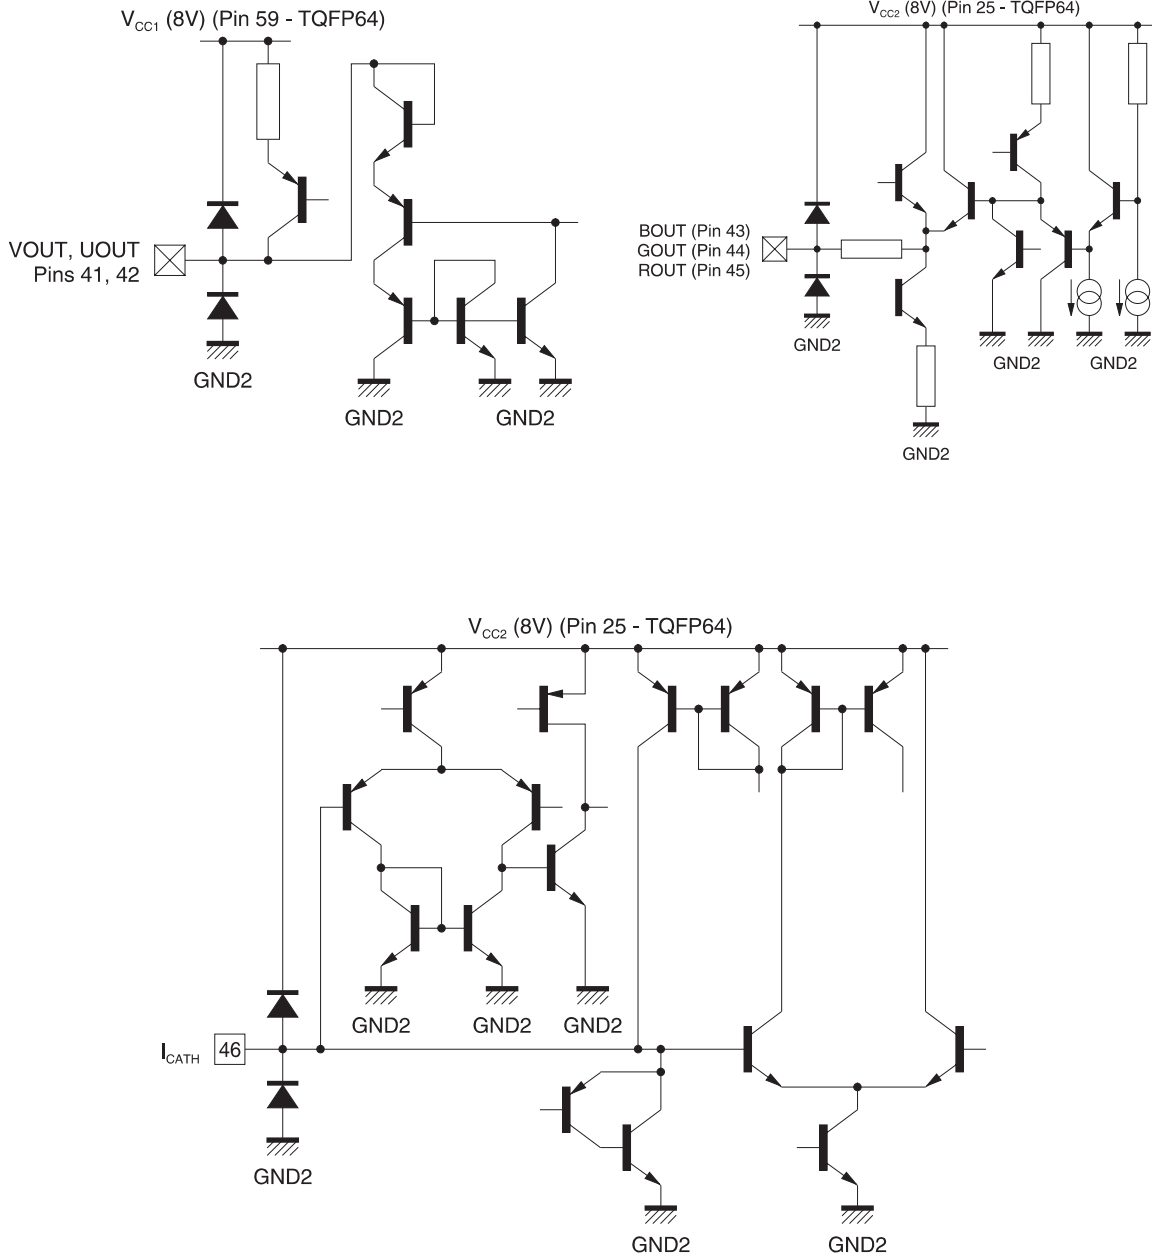 VCC1 (8V) (Pin 59 - TQFP64)
VOUT, UOUT
Pins 41, 42
GND2
GND2
GND2
VCC2 (8V) (Pin 25 - TQFP64)
BOUT (Pin 43)
GOUT (Pin 44)
ROUT (Pin 45)
GND2
GND2
GND2
GND2
VCC2 (8V) (Pin 25 - TQFP64)
GND2
GND2
GND2
ICATH 46
GND2
GND2
GND2